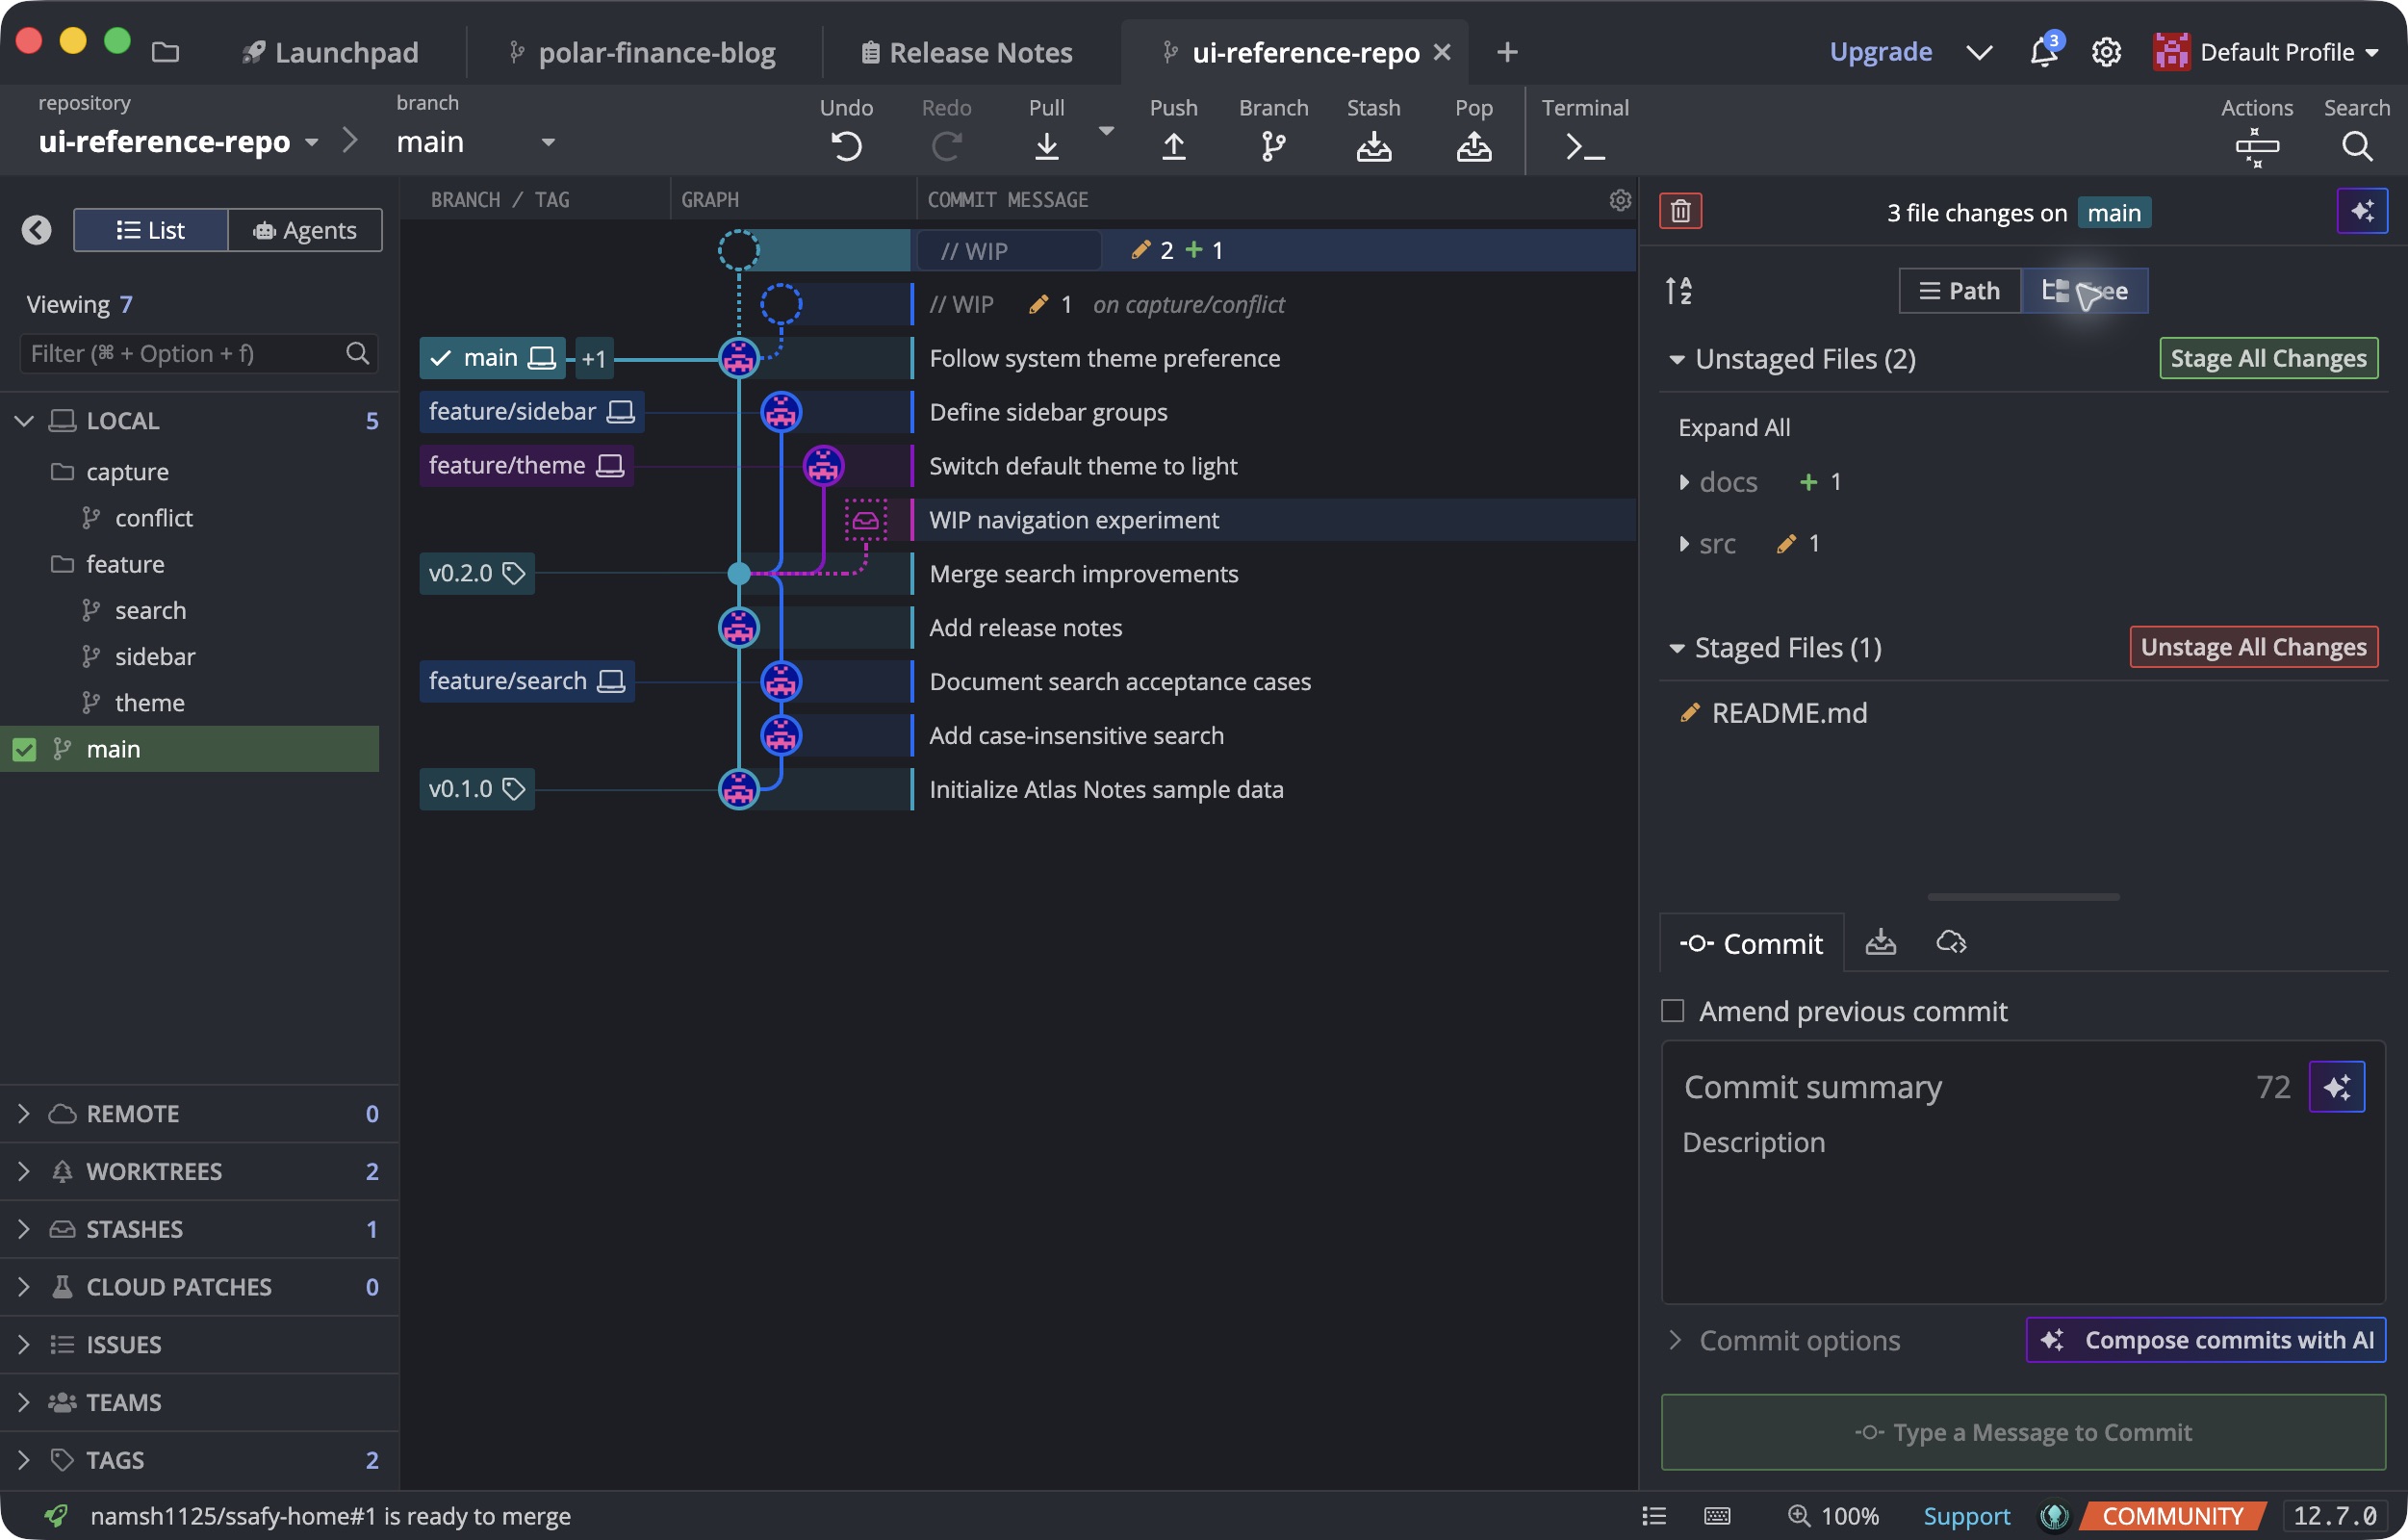 Launchpad
polar-finance-blog
Release Notes
ui-reference-repo
Upgrade
3
Default Profile
repository
ui-reference-repo
branch
main
Undo
Redo
Pull
Push
Branch
Stash
Pop
Terminal
Actions
Search
List
Agents
Viewing 7
Filter (⌘ + Option + f)
LOCAL 5
capture
conflict
feature
search
sidebar
theme
main
REMOTE 0
WORKTREES 2
STASHES 1
CLOUD PATCHES 0
ISSUES
TEAMS
TAGS 2
BRANCH / TAG
GRAPH
COMMIT MESSAGE
// WIP 2 + 1
// WIP 1 on capture/conflict
main +1 Follow system theme preference
feature/sidebar Define sidebar groups
feature/theme Switch default theme to light
WIP navigation experiment
v0.2.0 Merge search improvements
Add release notes
feature/search Document search acceptance cases
Add case-insensitive search
v0.1.0 Initialize Atlas Notes sample data
3 file changes on main
A
Z
Path
Unstaged Files (2)
Stage All Changes
Expand All
docs + 1
src 1
Staged Files (1)
Unstage All Changes
README.md
Commit
Amend previous commit
Commit summary 72
Description
Commit options
Compose commits with AI
Type a Message to Commit
namsh1125/ssafy-home#1 is ready to merge
100%
Support
COMMUNITY
12.7.0